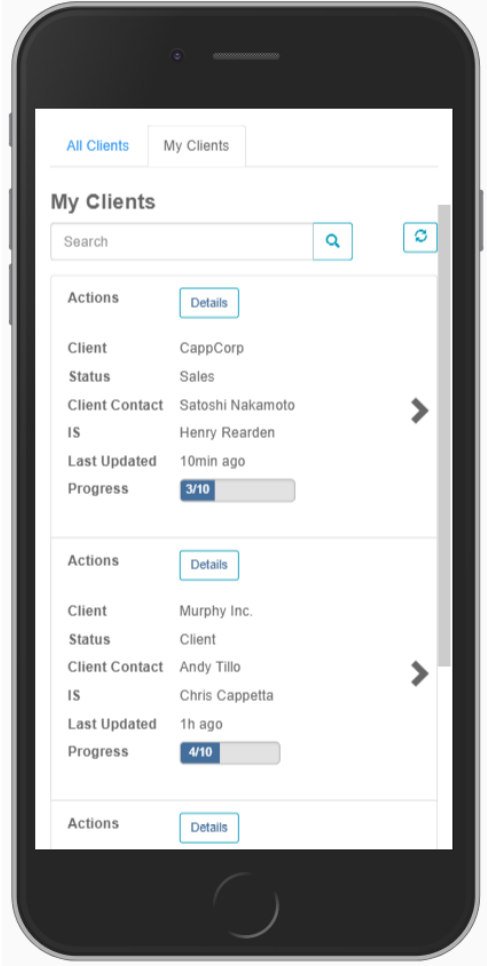 All Clients My Clients
My Clients
Search
Actions Details
Client CappCorp
Status Sales
Client Contact Satoshi Nakamoto
IS Henry Rearden
Last Updated 10min ago
Progress 3/10
Actions Details
Client Murphy Inc.
Status Client
Client Contact Andy Tillo
IS Chris Cappetta
Last Updated 1h ago
Progress 4/10
Actions Details